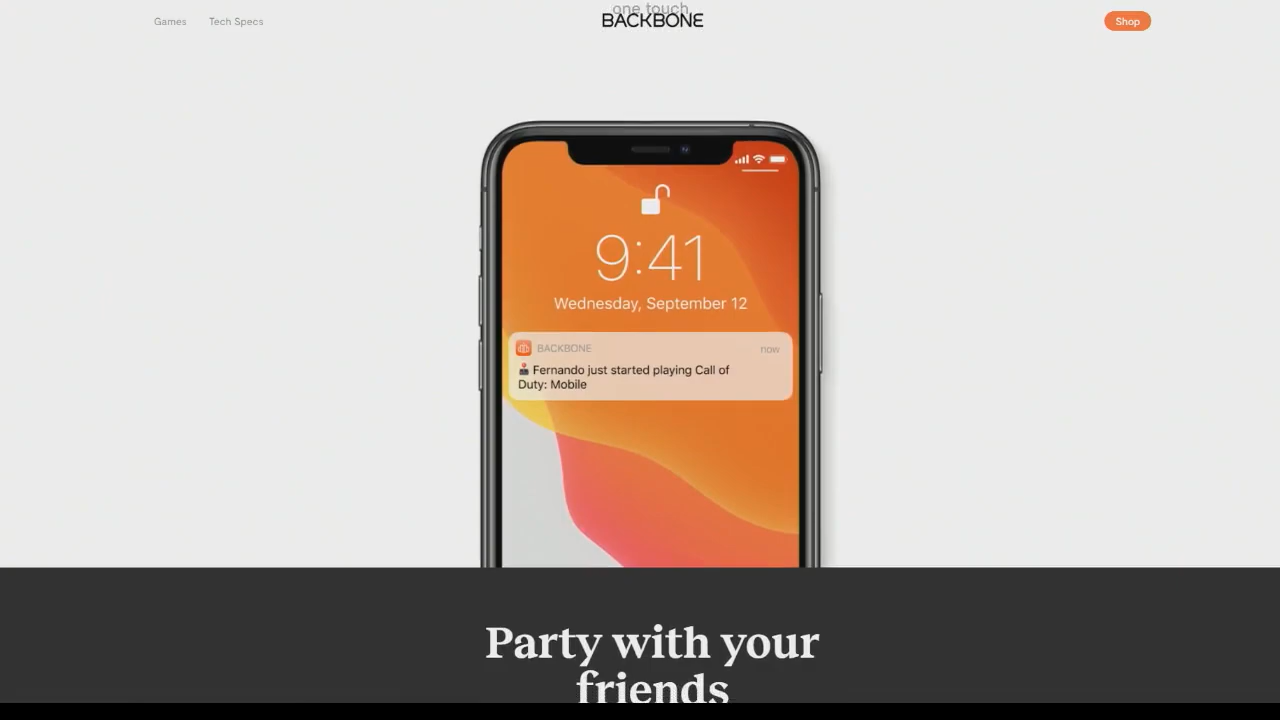 one touch
Games Tech Specs BACKBONE Shop
9:41
Wednesday, September 12
BACKBONE now
Fernando just started playing Call of
Duty: Mobile
Party with your
friends